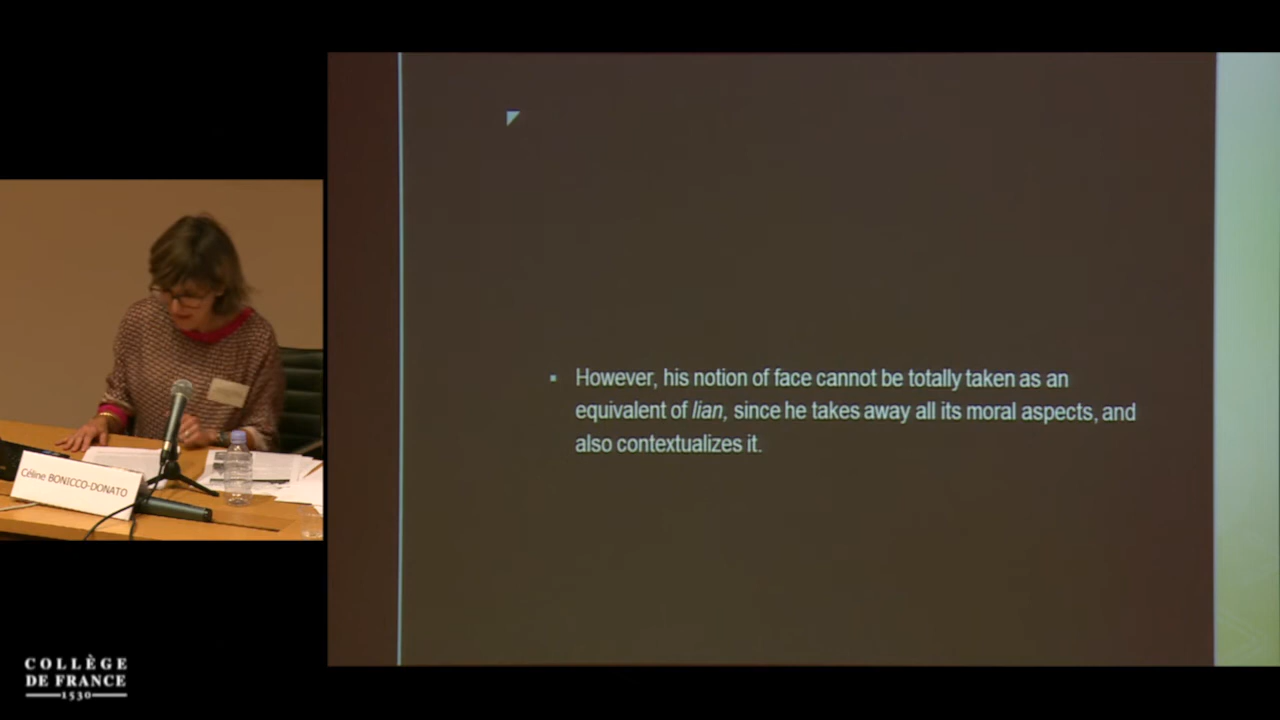 However, his notion of face cannot be totally taken as an
equivalent of lian, since he takes away all its moral aspects, and
also contextualizes it.
Céline BONICCO-DONATO
COLLÈGE
DE FRANCE
1530